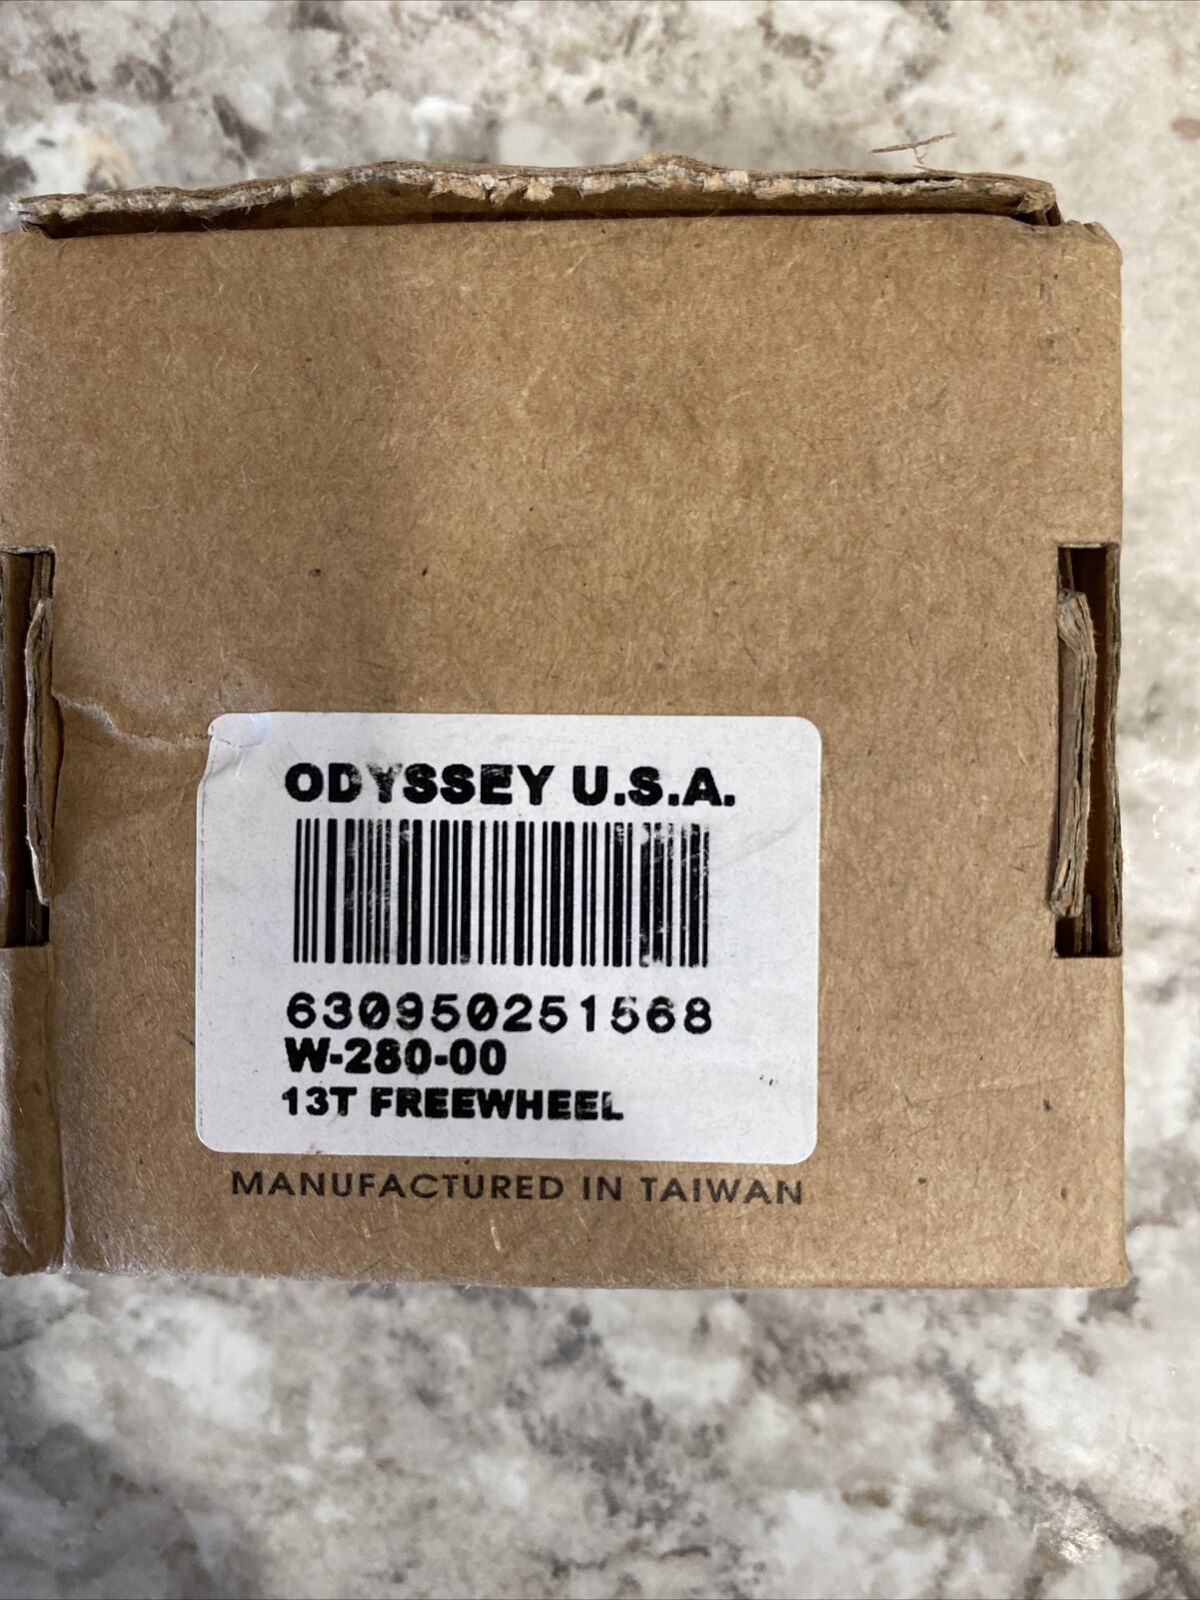 ODYSSEY U.S.A.
630950251568
W-280-00
13T FREEWHEEL
MANUFACTURED IN TAIWAN